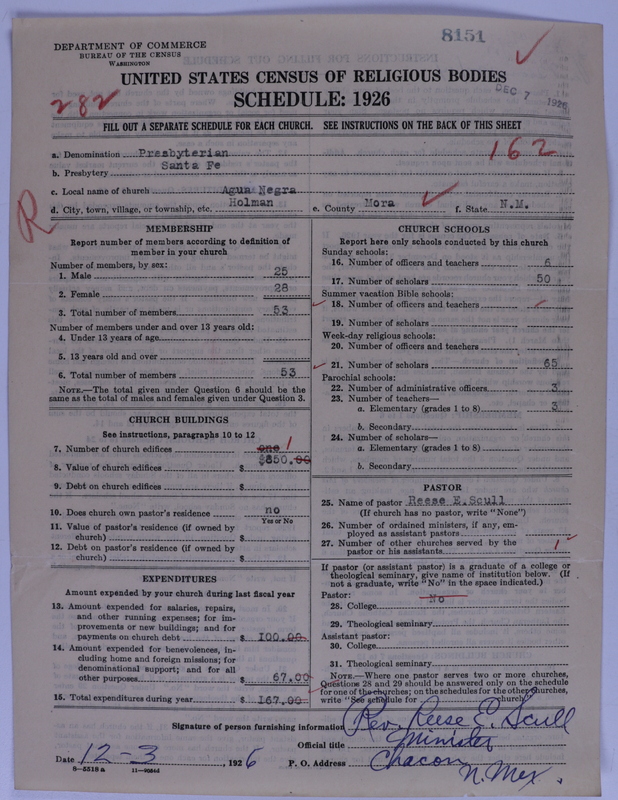 8151
DEPARTMENT OF COMMERCE
BUREAU OF THE CENSUS
WASHINGTON
UNITED STATES CENSUS OF RELIGIOUS BODIES
DEC 7 1926
282
SCHEDULE: 1926
FILL OUT A SEPARATE SCHEDULE FOR EACH CHURCH. SEE INSTRUCTIONS ON THE BACK OF THIS SHEET
162
a. Denomination Presbyterian
b. Presbytery Santa Fe
c. Local name of church Agua Negra
d. City, town, village, or township, etc. Holman e. County Mora f. State N.M.
R
MEMBERSHIP
Report number of members according to definition of
member in your church
Number of members, by sex:
1. Male 25
2. Female 28
3. Total number of members 53
Number of members under and over 13 years old:
4. Under 13 years of age
5. 13 years old and over
6. Total number of members 53
NOTE.—The total given under Question 6 should be
same as the total of males and females given under Question 3.
CHURCH BUILDINGS
See instructions, paragraphs 10 to 12
7. Number of church edifices one 1
8. Value of church edifices $ $850.00
9. Debt on church edifices $
10. Does church own pastor's residence no
Yes or No
11. Value of pastor's residence (if owned by
church) $
12. Debt on pastor's residence (if owned by
church) $
EXPENDITURES
Amount expended by your church during last fiscal year
13. Amount expended for salaries, repairs,
and other running expenses; for im-
provements or new buildings; and for
payments on church debt $ 100.00
14. Amount expended for benevolences, in-
cluding home and foreign missions; for
denominational support; and for all
other purposes $ 67.00
15. Total expenditures during year $ 167.00
CHURCH SCHOOLS
Report here only schools conducted by this church
Sunday schools:
16. Number of officers and teachers
17. Number of scholars 50
Summer vacation Bible schools:
18. Number of officers and teachers
19. Number of scholars
Week-day religious schools:
20. Number of officers and teachers
21. Number of scholars 65
Parochial schools:
22. Number of administrative officers 3
23. Number of teachers—
a. Elementary (grades 1 to 8) 3
b. Secondary
24. Number of scholars—
a. Elementary (grades 1 to 8)
b. Secondary
PASTOR
25. Name of pastor Reese E. Scull
(If church has no pastor, write "None")
26. Number of ordained ministers, if any, em-
ployed as assistant pastors
27. Number of other churches served by the
pastor or his assistants 1
If pastor (or assistant pastor) is a graduate of a college or
theological seminary, give name of institution below. (If
not a graduate, write "No" in the space indicated.)
Pastor:
28. College No
29. Theological seminary
Assistant pastor:
30. College
31. Theological seminary
NOTE.—Where one pastor serves two or more churches,
Questions 28 and 29 should be answered only on the schedule
for one of the churches; on the schedules for the other churches,
write "See schedule for church."
Signature of person furnishing information Rev. Reese E. Scull
Official title Minister
Date 12-3, 1926 P. O. Address Chacon
N. Mex.
8—5518 a